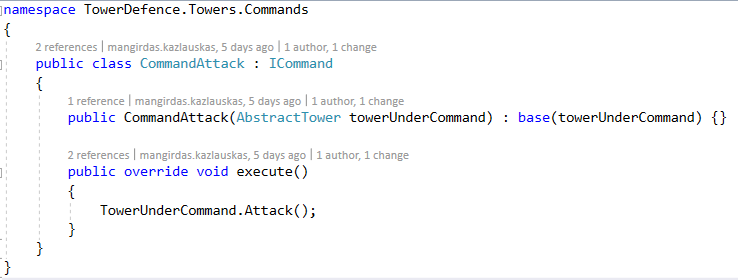 namespace TowerDefence.Towers.Commands
{
2 references | mangirdas.kazlauskas, 5 days ago | 1 author, 1 change
public class CommandAttack : ICommand
{
1 reference | mangirdas.kazlauskas, 5 days ago | 1 author, 1 change
public CommandAttack(AbstractTower towerUnderCommand) : base(towerUnderCommand) {}
2 references | mangirdas.kazlauskas, 5 days ago | 1 author, 1 change
public override void execute()
{
TowerUnderCommand.Attack();
}
}
}